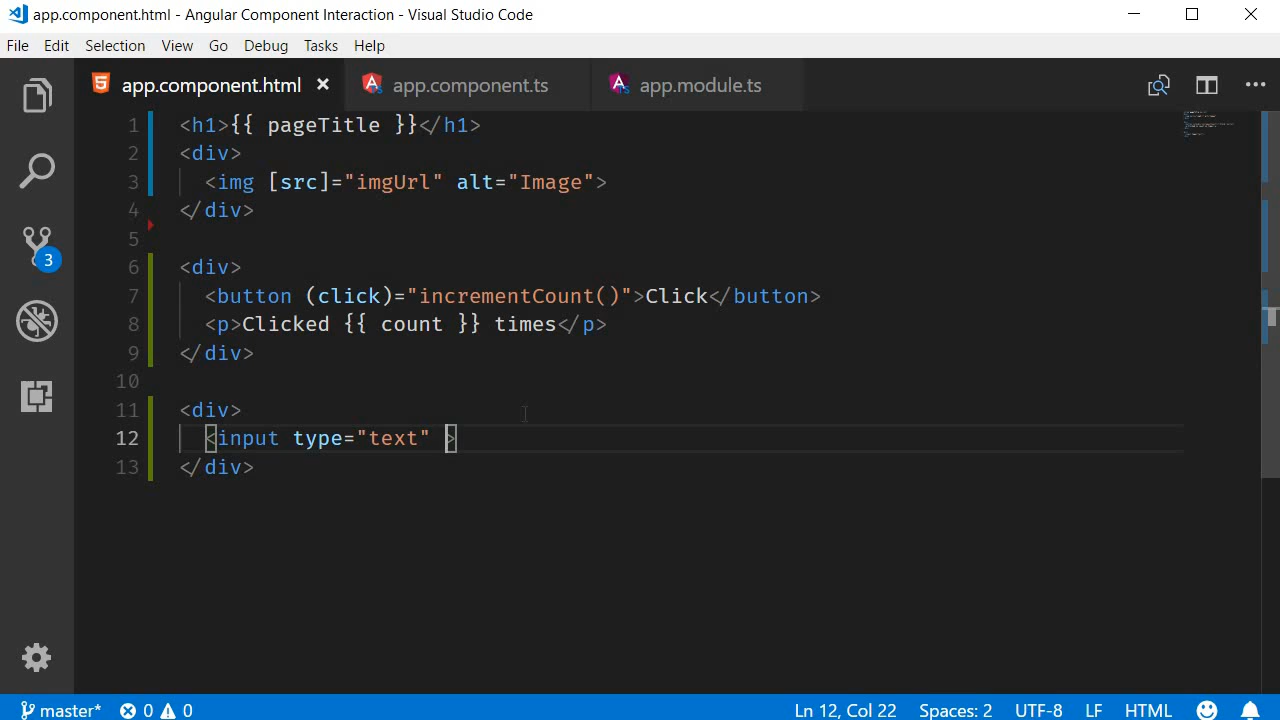 app.component.html - Angular Component Interaction - Visual Studio Code
File Edit Selection View Go Debug Tasks Help
app.component.html × app.component.ts app.module.ts
1 <h1>{{ pageTitle }}</h1>
2 <div>
3 <img [src]="imgUrl" alt="Image">
4 </div>
5
6 <div>
7 <button (click)="incrementCount()">Click</button>
8 <p>Clicked {{ count }} times</p>
9 </div>
10
11 <div>
12 <input type="text" >
13 </div>
3
master* 0 0 Ln 12, Col 22 Spaces: 2 UTF-8 LF HTML